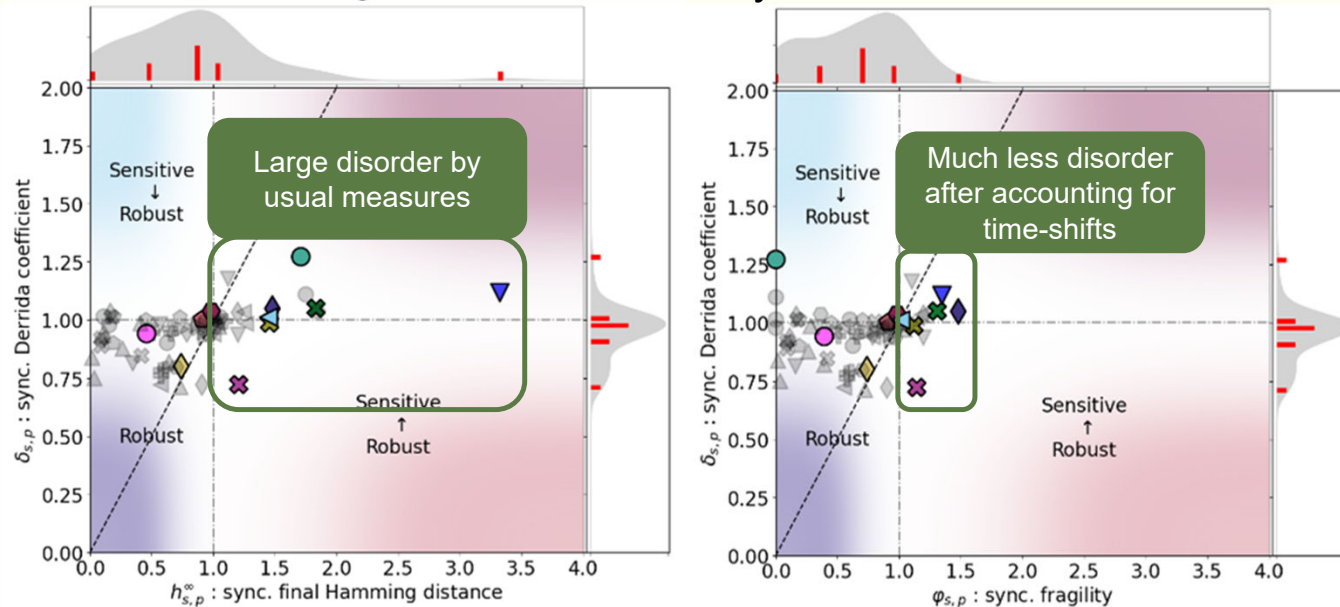 2.00
1.75
1.50
1.25
1.00
0.75
0.50
0.25
0.00
δs,p : sync. Derrida coefficient
Sensitive
↓
Robust
Large disorder by
usual measures
Sensitive
↑
Robust
Robust
0.0 0.5 1.0 1.5 2.0 2.5 3.0 3.5 4.0
h∞s,p : sync. final Hamming distance
2.00
1.75
1.50
1.25
1.00
0.75
0.50
0.25
0.00
δs,p : sync. Derrida coefficient
Sensitive
↓
Robust
Much less disorder
after accounting for
time-shifts
Sensitive
↑
Robust
Robust
0.0 0.5 1.0 1.5 2.0 2.5 3.0 3.5 4.0
φs,p : sync. fragility